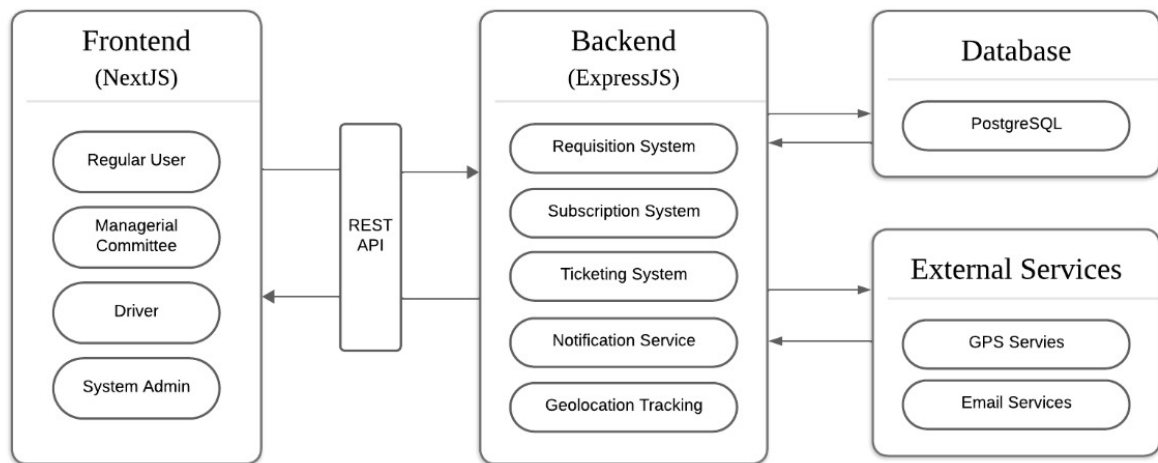 Frontend
(NextJS)
Regular User
Managerial
Committee
Driver
System Admin
REST
API
Backend
(ExpressJS)
Requisition System
Subscription System
Ticketing System
Notification Service
Geolocation Tracking
Database
PostgreSQL
External Services
GPS Servies
Email Services